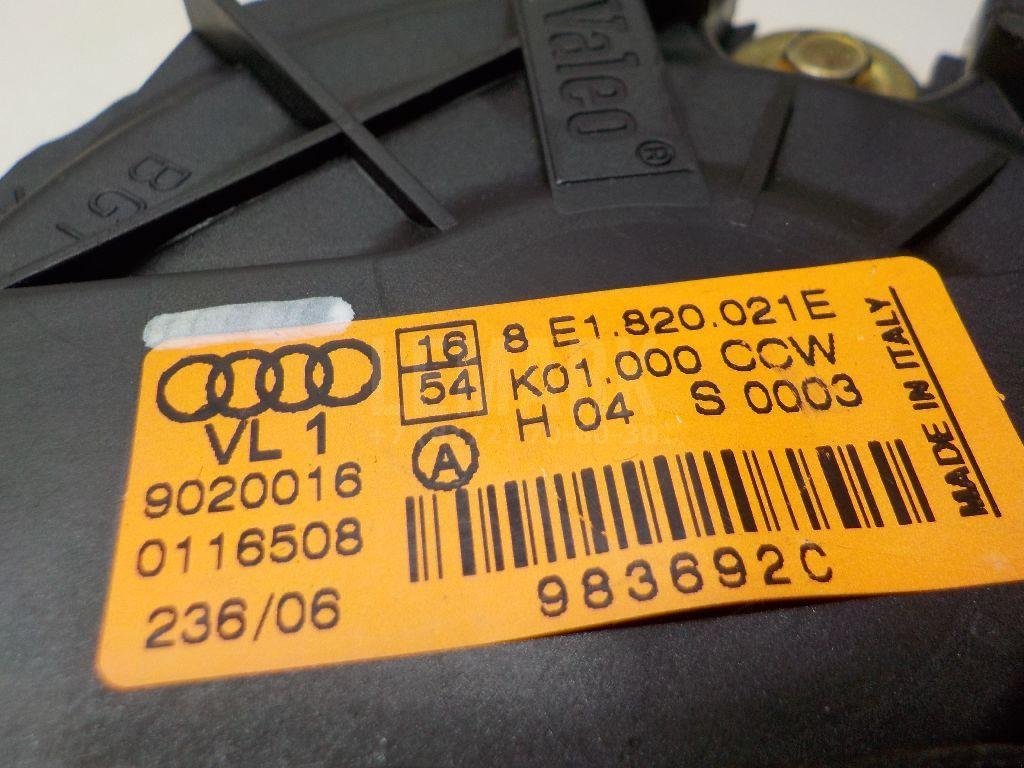 Valeo®
BGT
16
54
8 E1.820.021E
K01.000 CCW
H 04 S 0003
A
VL 1
9020016
0116508
236/06
983692C
MADE IN ITALY